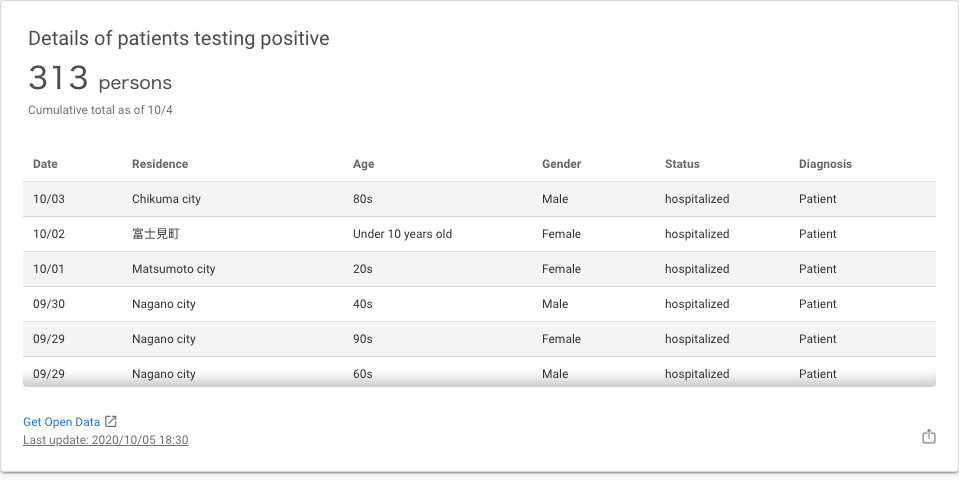 Details of patients testing positive
313 persons
Cumulative total as of 10/4
Date Residence Age Gender Status Diagnosis
10/03 Chikuma city 80s Male hospitalized Patient
10/02 富士見町 Under 10 years old Female hospitalized Patient
10/01 Matsumoto city 20s Female hospitalized Patient
09/30 Nagano city 40s Male hospitalized Patient
09/29 Nagano city 90s Female hospitalized Patient
09/29 Nagano city 60s Male hospitalized Patient
Get Open Data
Last update: 2020/10/05 18:30